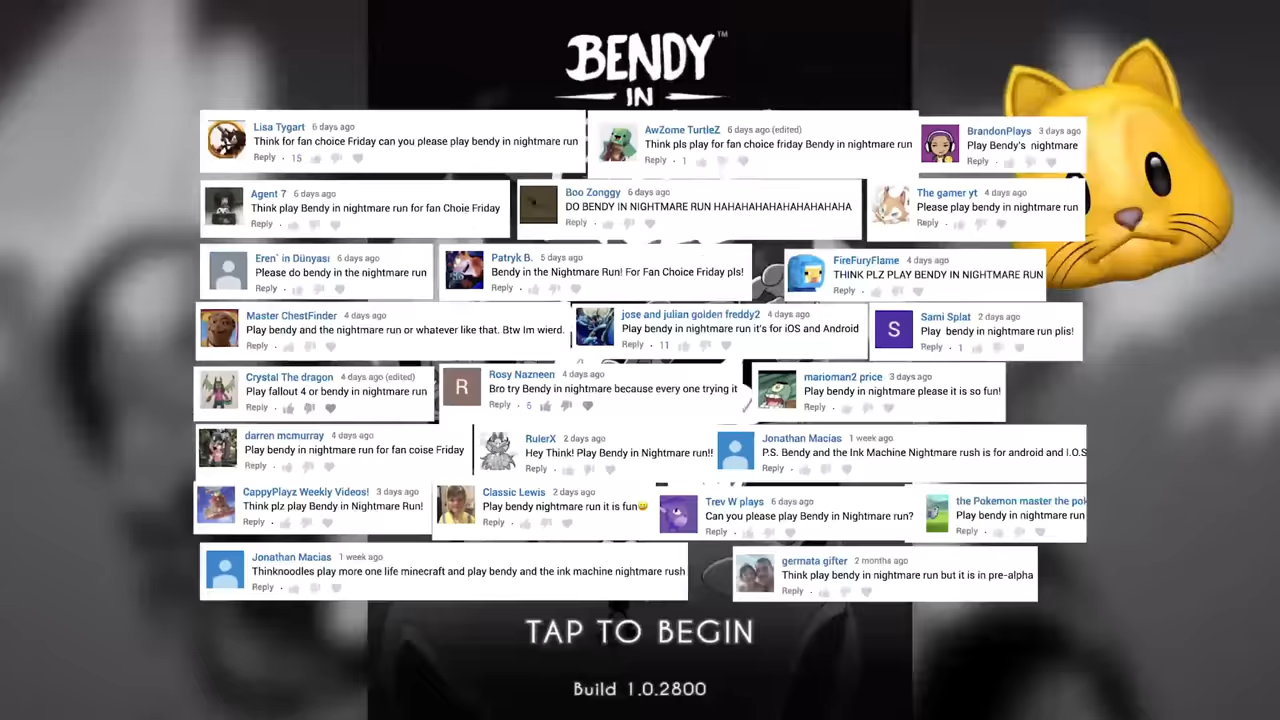 BENDY™
IN
Lisa Tygart 6 days ago
Think for fan choice Friday can you please play bendy in nightmare run
Reply · 15
AwZome TurtleZ 6 days ago (edited)
Think pls play for fan choice friday Bendy in nightmare run
Reply · 1
BrandonPlays 3 days ago
Play Bendy's nightmare
Reply ·
Agent 7 6 days ago
Think play Bendy in nightmare run for fan Choie Friday
Reply ·
Boo Zonggy 6 days ago
DO BENDY IN NIGHTMARE RUN HAHAHAHAHAHAHAHAHA
Reply ·
The gamer yt 4 days ago
Please play bendy in nightmare run
Reply ·
Eren` in Dünyası 6 days ago
Please do bendy in the nightmare run
Reply ·
Patryk B. 5 days ago
Bendy in the Nightmare Run! For Fan Choice Friday pls!
Reply ·
FireFuryFlame 4 days ago
THINK PLZ PLAY BENDY IN NIGHTMARE RUN
Reply ·
Master ChestFinder 4 days ago
Play bendy and the nightmare run or whatever like that. Btw Im wierd.
Reply ·
jose and julian golden freddy2 4 days ago
Play bendy in nightmare run it's for iOS and Android
Reply · 11
S
Sami Splat 2 days ago
Play bendy in nightmare run plis!
Reply · 1
Crystal The dragon 4 days ago (edited)
Play fallout 4 or bendy in nightmare run
Reply ·
R
Rosy Nazneen 4 days ago
Bro try Bendy in nightmare because every one trying it
Reply · 6
marioman2 price 3 days ago
Play bendy in nightmare please it is so fun!
Reply ·
darren mcmurray 4 days ago
Play bendy in nightmare run for fan coise Friday
Reply ·
RulerX 2 days ago
Hey Think! Play Bendy in Nightmare run!!
Reply ·
Jonathan Macias 1 week ago
P.S. Bendy and the Ink Machine Nightmare rush is for android and I.O.S
Reply ·
CappyPlayz Weekly Videos! 3 days ago
Think plz play Bendy in Nightmare Run!
Reply ·
Classic Lewis 2 days ago
Play bendy nightmare run it is fun😀
Reply ·
Trev W plays 6 days ago
Can you please play Bendy in Nightmare run?
Reply ·
the Pokemon master the pok
Play bendy in nightmare run
Reply ·
Jonathan Macias 1 week ago
Thinknoodles play more one life minecraft and play bendy and the ink machine nightmare rush
Reply ·
germata gifter 2 months ago
Think play bendy in nightmare run but it is in pre-alpha
Reply ·
TAP TO BEGIN
Build 1.0.2800